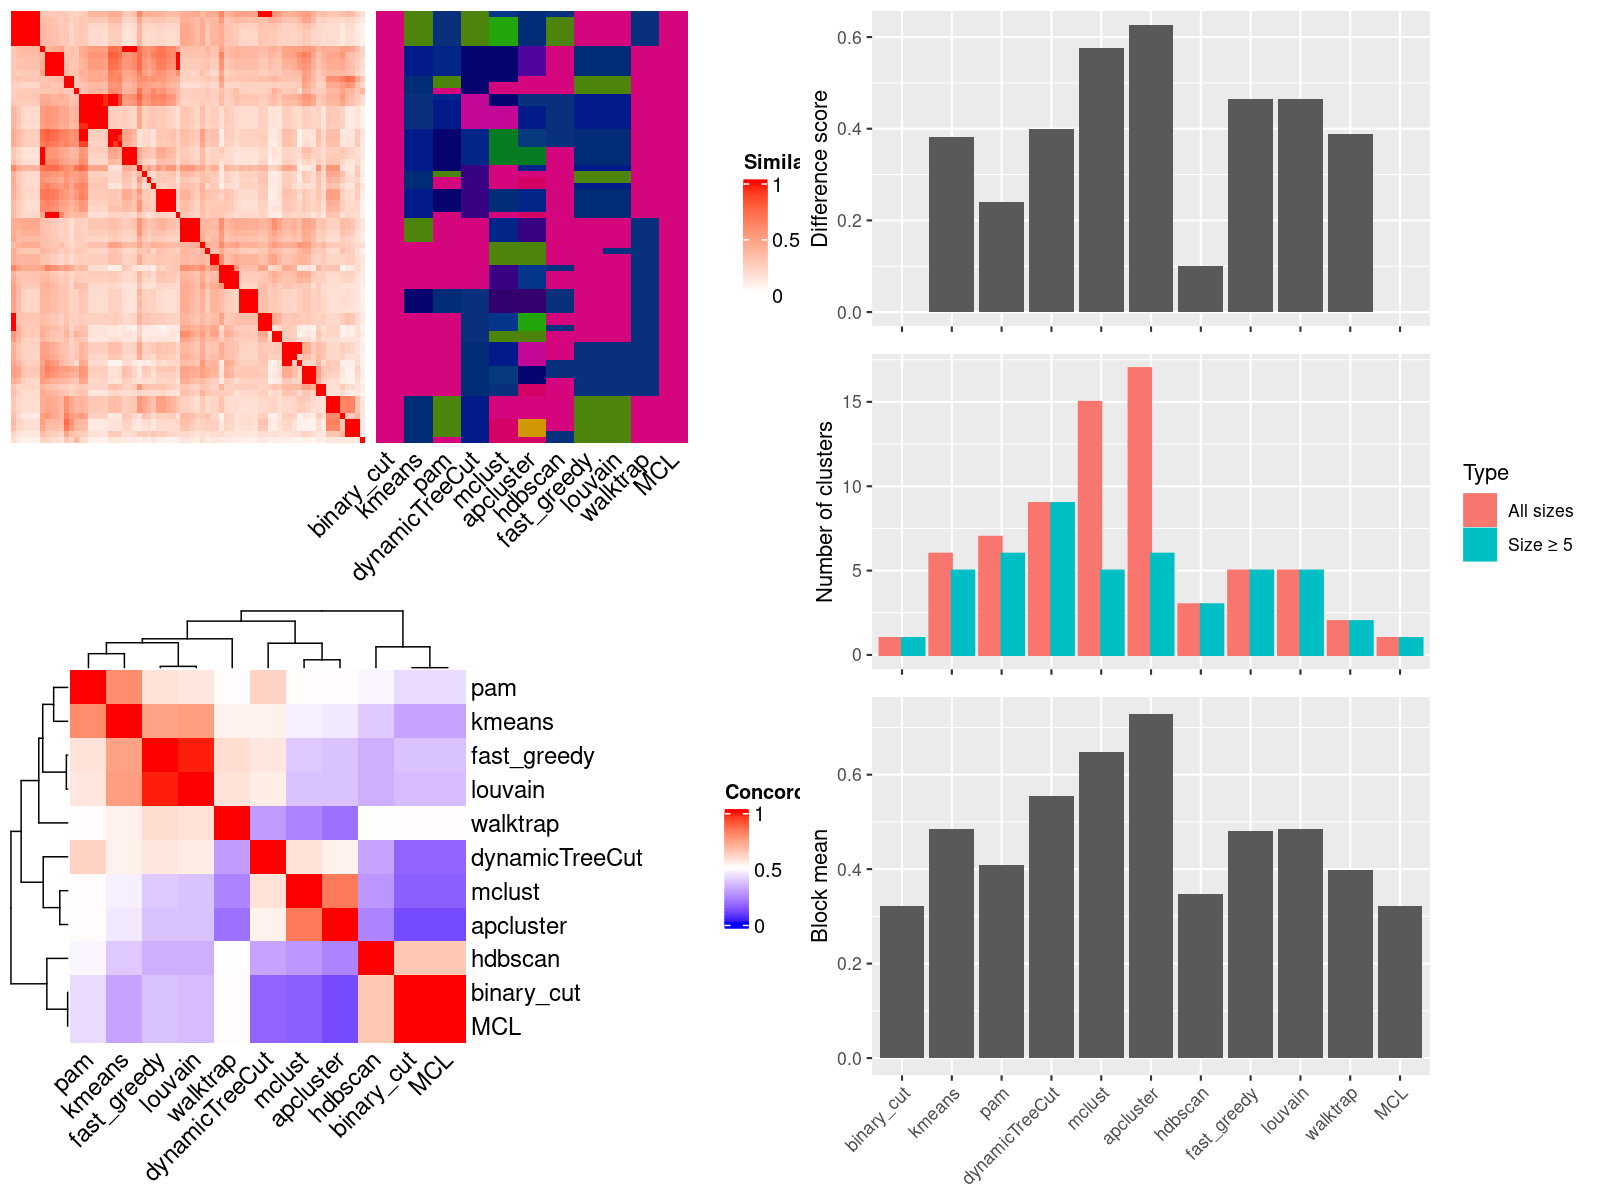 Simila
1
0.5
0
binary_cut
kmeans
pam
dynamicTreeCut
mclust
apcluster
hdbscan
fast_greedy
louvain
walktrap
MCL
pam
kmeans
fast_greedy
louvain
walktrap
dynamicTreeCut
mclust
apcluster
hdbscan
binary_cut
MCL
pam
kmeans
fast_greedy
louvain
walktrap
dynamicTreeCut
mclust
apcluster
hdbscan
binary_cut
MCL
Concord
1
0.5
0
Difference score
0.6
0.4
0.2
0.0
Number of clusters
15
10
5
0
Type
All sizes
Size ≥ 5
Block mean
0.6
0.4
0.2
0.0
binary_cut
kmeans
pam
dynamicTreeCut
mclust
apcluster
hdbscan
fast_greedy
louvain
walktrap
MCL